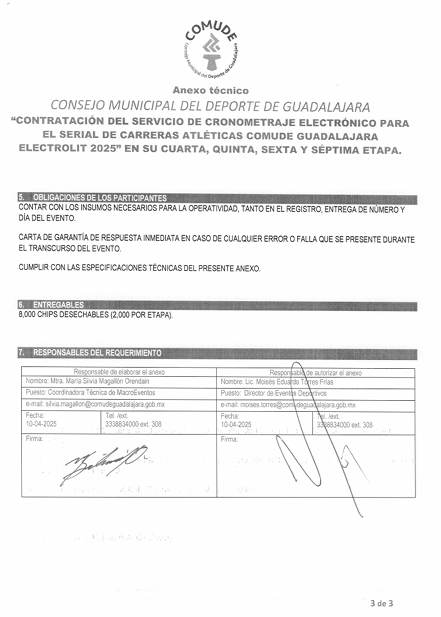 COMUDE
Consejo Municipal del Deporte de Guadalajara
Anexo técnico
CONSEJO MUNICIPAL DEL DEPORTE DE GUADALAJARA
"CONTRATACIÓN DEL SERVICIO DE CRONOMETRAJE ELECTRÓNICO PARA
EL SERIAL DE CARRERAS ATLÉTICAS COMUDE GUADALAJARA
ELECTROLIT 2025" EN SU CUARTA, QUINTA, SEXTA Y SÉPTIMA ETAPA.
5. OBLIGACIONES DE LOS PARTICIPANTES
CONTAR CON LOS INSUMOS NECESARIOS PARA LA OPERATIVIDAD, TANTO EN EL REGISTRO, ENTREGA DE NÚMERO Y
DÍA DEL EVENTO.
CARTA DE GARANTÍA DE RESPUESTA INMEDIATA EN CASO DE CUALQUIER ERROR O FALLA QUE SE PRESENTE DURANTE
EL TRANSCURSO DEL EVENTO.
CUMPLIR CON LAS ESPECIFICACIONES TÉCNICAS DEL PRESENTE ANEXO.
6. ENTREGABLES
8,000 CHIPS DESECHABLES (2,000 POR ETAPA).
7. RESPONSABLES DEL REQUERIMIENTO
Responsable de elaborar el anexo Responsable de autorizar el anexo
Nombre: Mtra. María Silvia Magallón Orendain Nombre: Lic. Moisés Eduardo Torres Frías
Puesto: Coordinadora Técnica de MacroEventos Puesto: Director de Eventos Deportivos
e-mail: silvia.magallon@comudeguadalajara.gob.mx e-mail: moises.torres@comudeguadalajara.gob.mx
Fecha: Tel /ext. Fecha: Tel. /ext.
10-04-2025 3338834000 ext. 308 10-04-2025 3338834000 ext. 308
Firma: Firma:
3 de 3